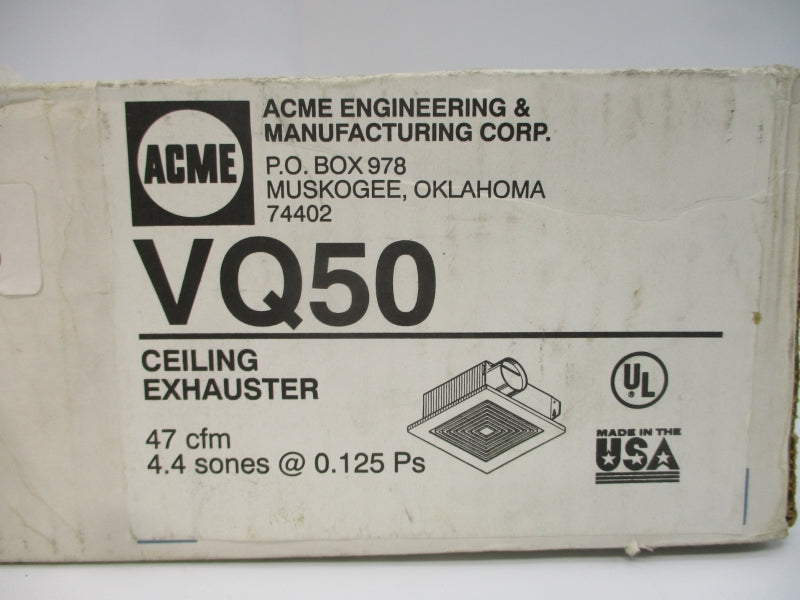 ACME
ACME ENGINEERING &
MANUFACTURING CORP.
P.O. BOX 978
MUSKOGEE, OKLAHOMA
74402
VQ50
CEILING
EXHAUSTER
47 cfm
4.4 sones @ 0.125 Ps
UL
MADE IN THE
USA